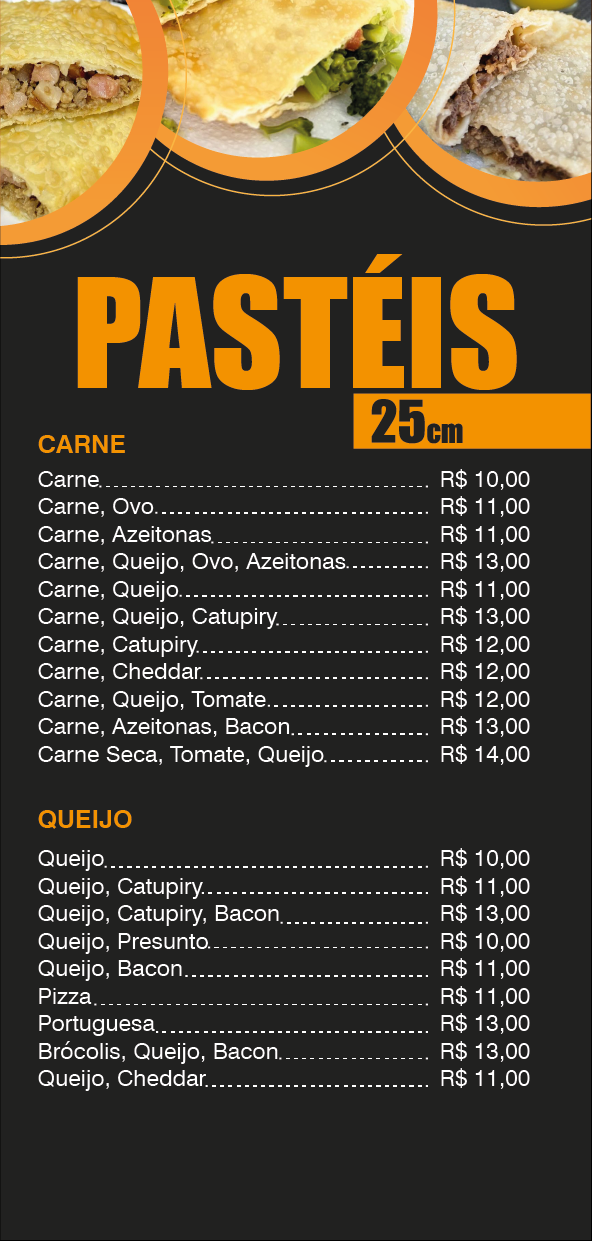 PASTÉIS
25cm
CARNE
Carne R$ 10,00
Carne, Ovo R$ 11,00
Carne, Azeitonas R$ 11,00
Carne, Queijo, Ovo, Azeitonas R$ 13,00
Carne, Queijo R$ 11,00
Carne, Queijo, Catupiry R$ 13,00
Carne, Catupiry R$ 12,00
Carne, Cheddar R$ 12,00
Carne, Queijo, Tomate R$ 12,00
Carne, Azeitonas, Bacon R$ 13,00
Carne Seca, Tomate, Queijo R$ 14,00
QUEIJO
Queijo R$ 10,00
Queijo, Catupiry R$ 11,00
Queijo, Catupiry, Bacon R$ 13,00
Queijo, Presunto R$ 10,00
Queijo, Bacon R$ 11,00
Pizza R$ 11,00
Portuguesa R$ 13,00
Brócolis, Queijo, Bacon R$ 13,00
Queijo, Cheddar R$ 11,00